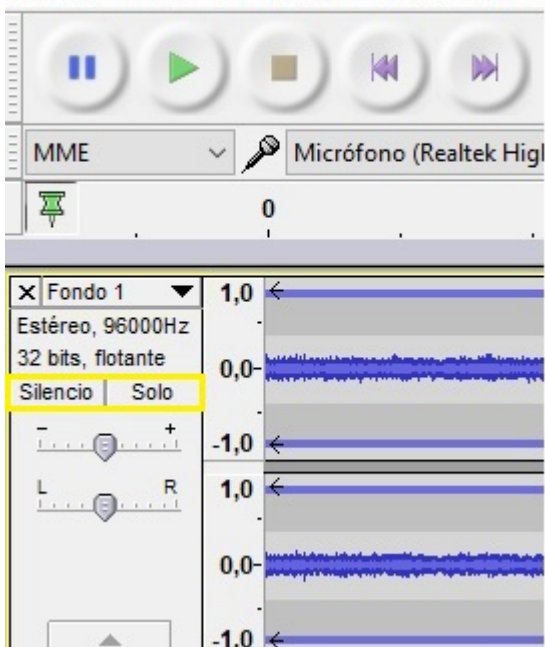 MME Micrófono (Realtek Higl
0
X Fondo 1
Estéreo, 96000Hz
32 bits, flotante
Silencio Solo
- +
L R
1,0
0,0-
-1,0
1,0
0,0-
-1,0